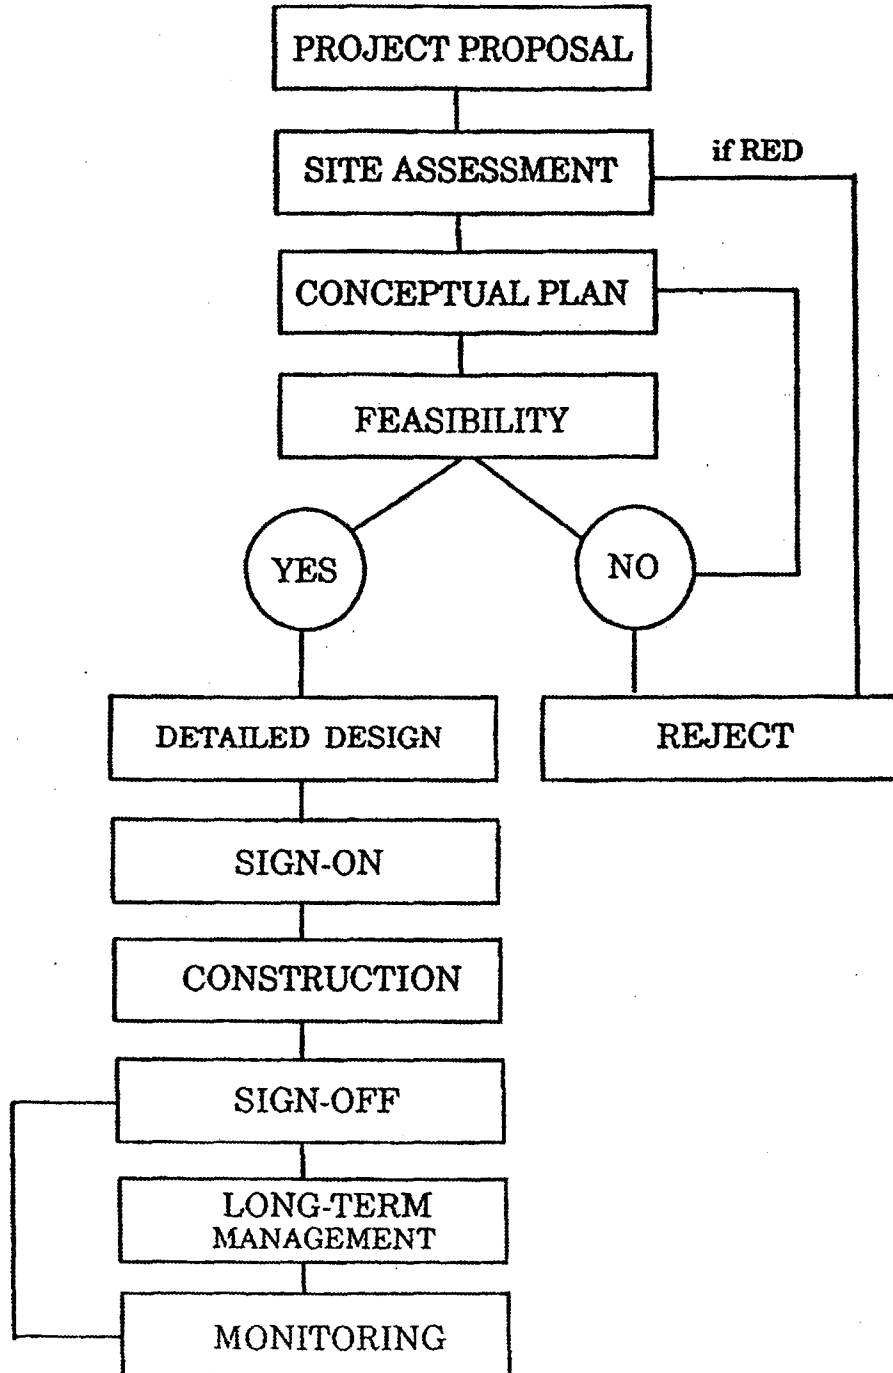 PROJECT PROPOSAL
SITE ASSESSMENT
if RED
CONCEPTUAL PLAN
FEASIBILITY
YES
NO
DETAILED DESIGN
REJECT
SIGN-ON
CONSTRUCTION
SIGN-OFF
LONG-TERM
MANAGEMENT
MONITORING